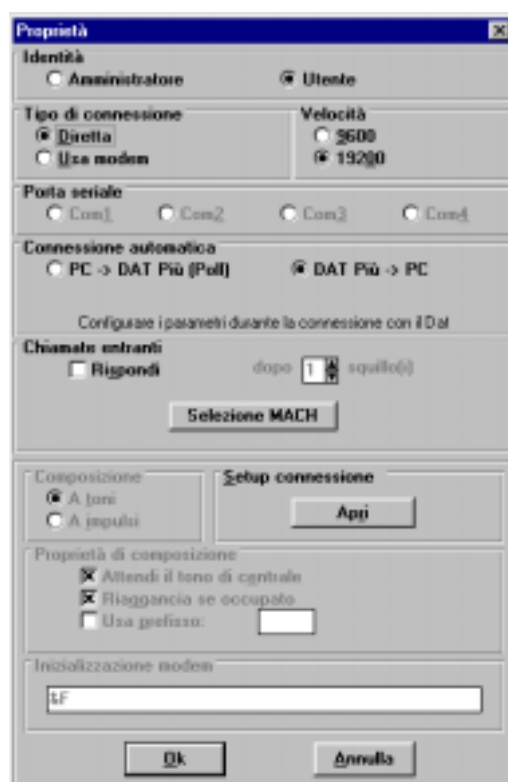 Proprietà
Identità
Amministratore Utente
Tipo di connessione Velocità
Diretta 9600
Usa modem 19200
Porta seriale
Com1 Com2 Com3 Com4
Connessione automatica
PC -> DAT Più (Poll) DAT Più -> PC
Configurare i parametri durante la connessione con il Dat
Chiamate entranti
Rispondi dopo 1 squillo(i)
Selezione MACH
Composizione Setup connessione
A toni Apri
A impulsi
Proprietà di composizione
Attendi il tono di centrale
Riaggancia se occupato
Usa prefisso:
Inizializzazione modem
&F
Ok Annulla